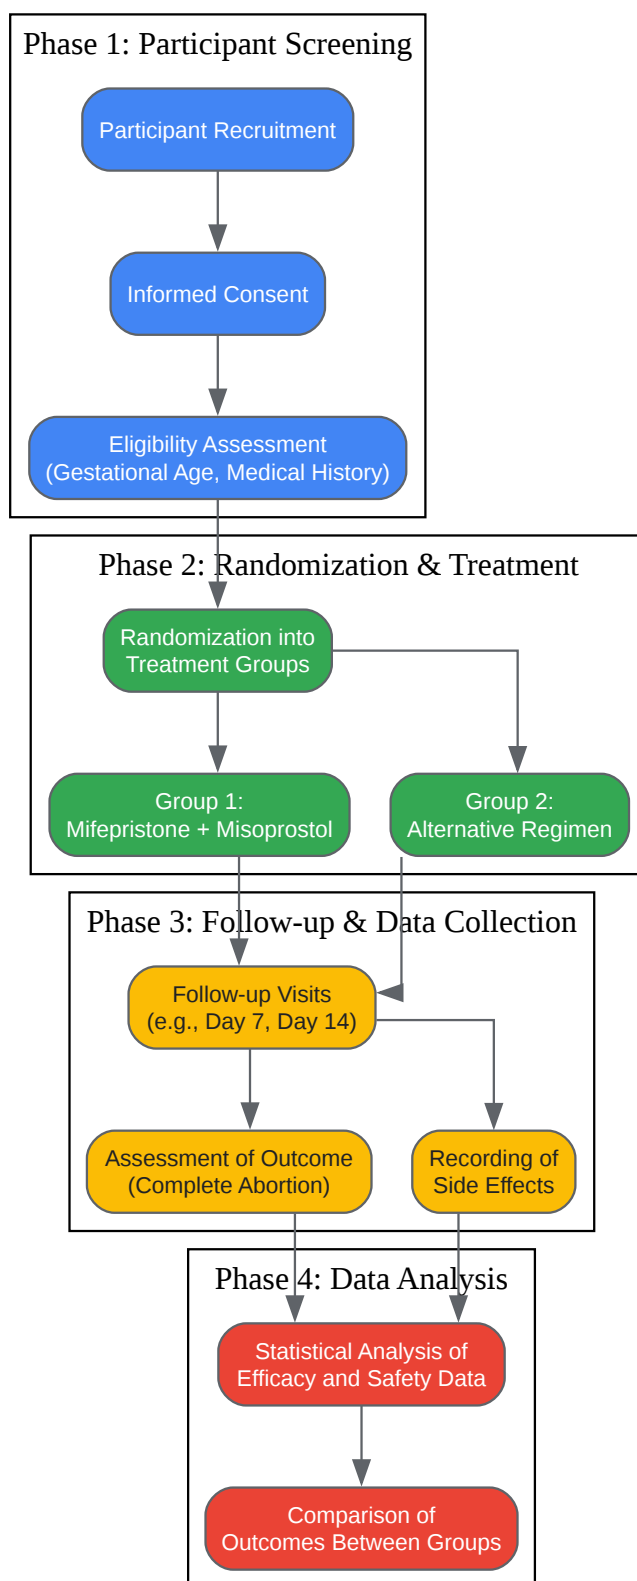 Phase 1: Participant Screening
Participant Recruitment
Informed Consent
Eligibility Assessment
(Gestational Age, Medical History)
Phase 2: Randomization & Treatment
Randomization into
Treatment Groups
Group 1:
Mifepristone + Misoprostol
Group 2:
Alternative Regimen
Phase 3: Follow-up & Data Collection
Follow-up Visits
(e.g., Day 7, Day 14)
Assessment of Outcome
(Complete Abortion)
Recording of
Side Effects
Phase 4: Data Analysis
Statistical Analysis of
Efficacy and Safety Data
Comparison of
Outcomes Between Groups